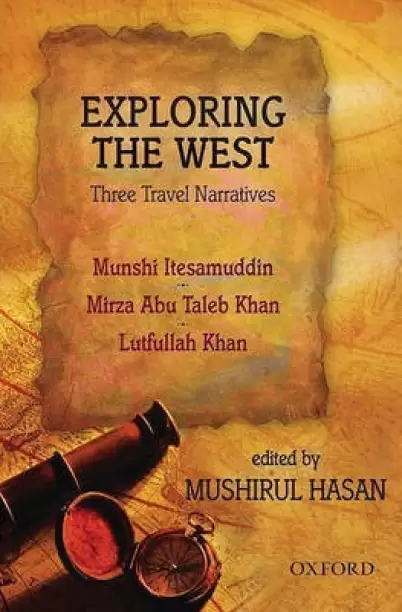 EXPLORING
THE WEST
Three Travel Narratives
Munshi Itesamuddin
Mirza Abu Taleb Khan
Lutfullah Khan
edited by
MUSHIRUL HASAN
OXFORD